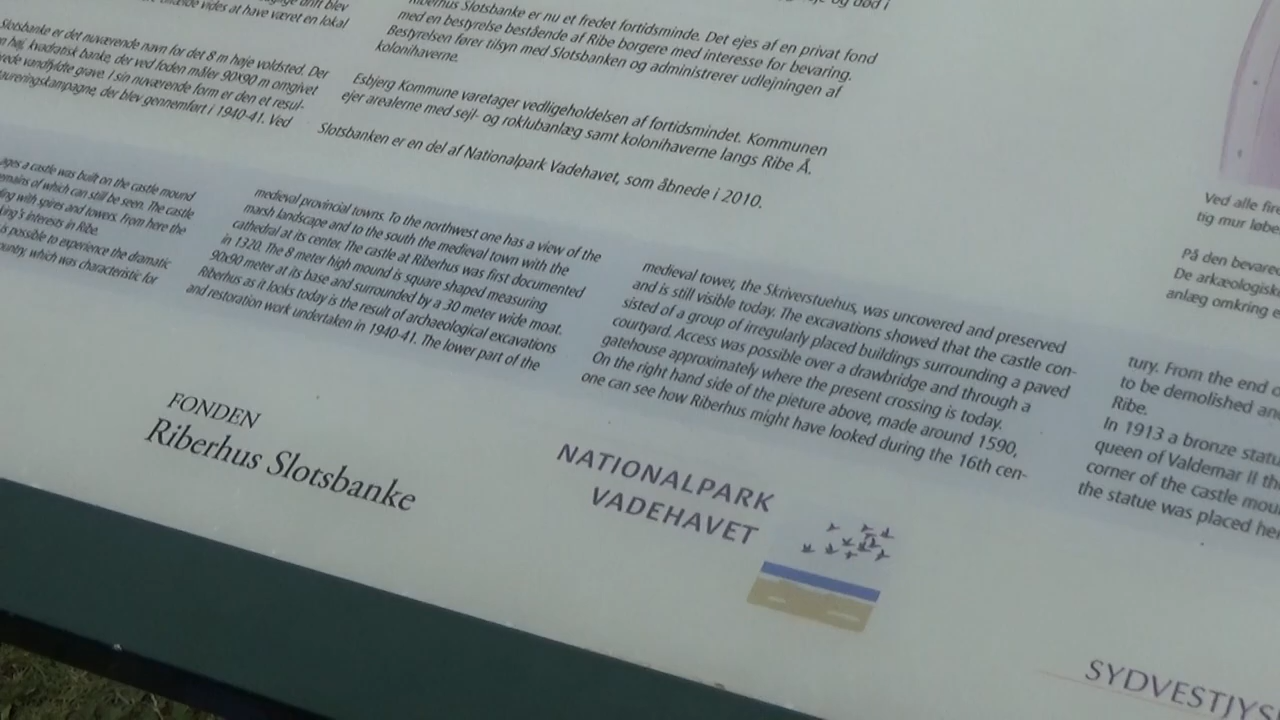 vides at have været en lokal
Slotsbanke er det nuværende navn for det 8 m høje voldsted. Der
høj, kvadratisk banke, der ved foden måler 90x90 m omgivet
vandfyldte grave. I sin nuværende form er den et resul-
der blev gennemført i 1940-41. Ved
Riberhus Slotsbanke er nu et fredet fortidsminde. Det ejes af en privat fond
med en bestyrelse bestående af Ribe borgere med interesse for bevaring.
Bestyrelsen fører tilsyn med Slotsbanken og administrerer udlejningen af
kolonihaverne.
Esbjerg Kommune varetager vedligeholdelsen af fortidsmindet. Kommunen
ejer arealerne med sejl- og roklubanlæg samt kolonihaverne langs Ribe Å.
Slotsbanken er en del af Nationalpark Vadehavet, som åbnede i 2010.
og død i
ages a castle was built on the castle mound
remains of which can still be seen. The castle
with spires and towers. From here the
king's interests in Ribe.
is possible to experience the dramatic
which was characteristic for
medieval provincial towns. To the northwest one has a view of the
marsh landscape and to the south the medieval town with the
cathedral at its center. The castle at Riberhus was first documented
in 1320. The 8 meter high mound is square shaped measuring
90x90 meter at its base and surrounded by a 30 meter wide moat.
Riberhus as it looks today is the result of archaeological excavations
and restoration work undertaken in 1940-41. The lower part of the
medieval tower, the Skriverstuehus, was uncovered and preserved
and is still visible today. The excavations showed that the castle con-
sisted of a group of irregularly placed buildings surrounding a paved
courtyard. Access was possible over a drawbridge and through a
gatehouse approximately where the present crossing is today.
On the right hand side of the pieture above, made around 1590,
one can see how Riberhus might have looked during the 16th cen-
tury. From the end
to be demolished
Ribe.
In 1913 a bronze
queen of Valdemar II
corner of the castle
the statue was placed
Ved alle
tig mur
På den
De
anlæg omkring
FONDEN
Riberhus Slotsbanke
NATIONALPARK
VADEHAVET